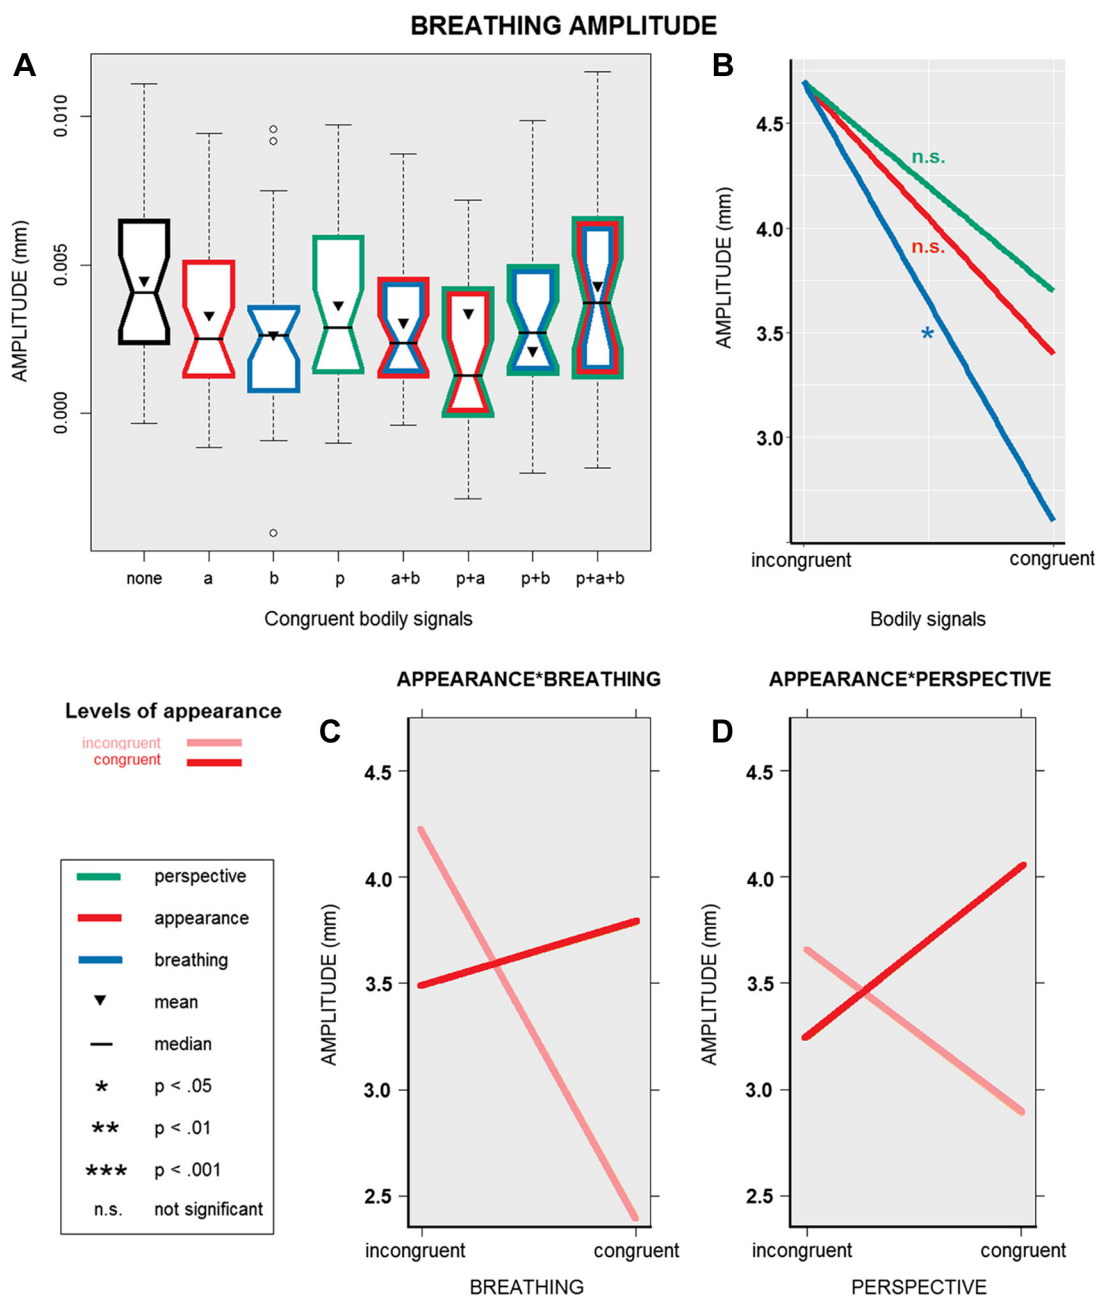 BREATHING AMPLITUDE
A
AMPLITUDE (mm)
0.010
0.005
0.000
none a b p a+b p+a p+b p+a+b
Congruent bodily signals
B
AMPLITUDE (mm)
4.5
4.0
3.5
3.0
n.s.
n.s.
*
incongruent congruent
Bodily signals
Levels of appearance
incongruent
congruent
perspective
appearance
breathing
mean
median
* p < .05
** p < .01
*** p < .001
n.s. not significant
APPEARANCE*BREATHING
C
AMPLITUDE (mm)
4.5
4.0
3.5
3.0
2.5
incongruent congruent
BREATHING
APPEARANCE*PERSPECTIVE
D
AMPLITUDE (mm)
4.5
4.0
3.5
3.0
2.5
incongruent congruent
PERSPECTIVE